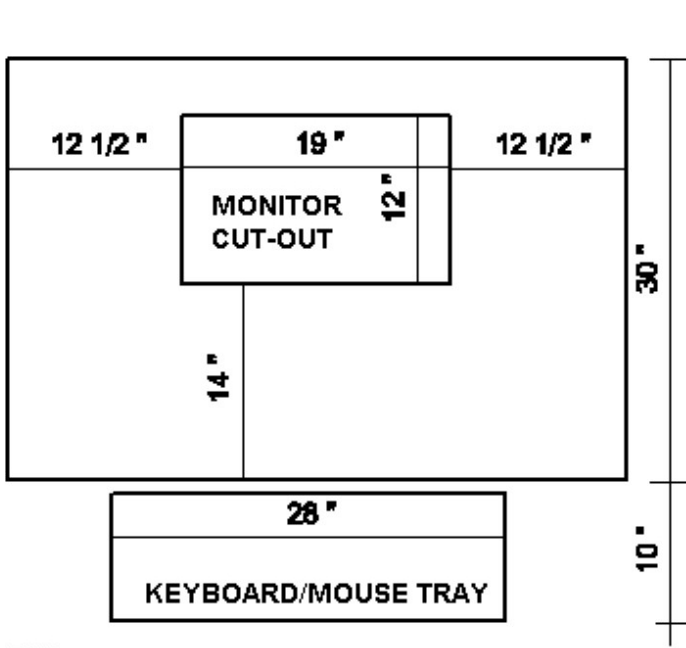 12 1/2 "
19 "
12 1/2 "
12 "
MONITOR
CUT-OUT
30 "
14 "
28 "
10 "
KEYBOARD/MOUSE TRAY